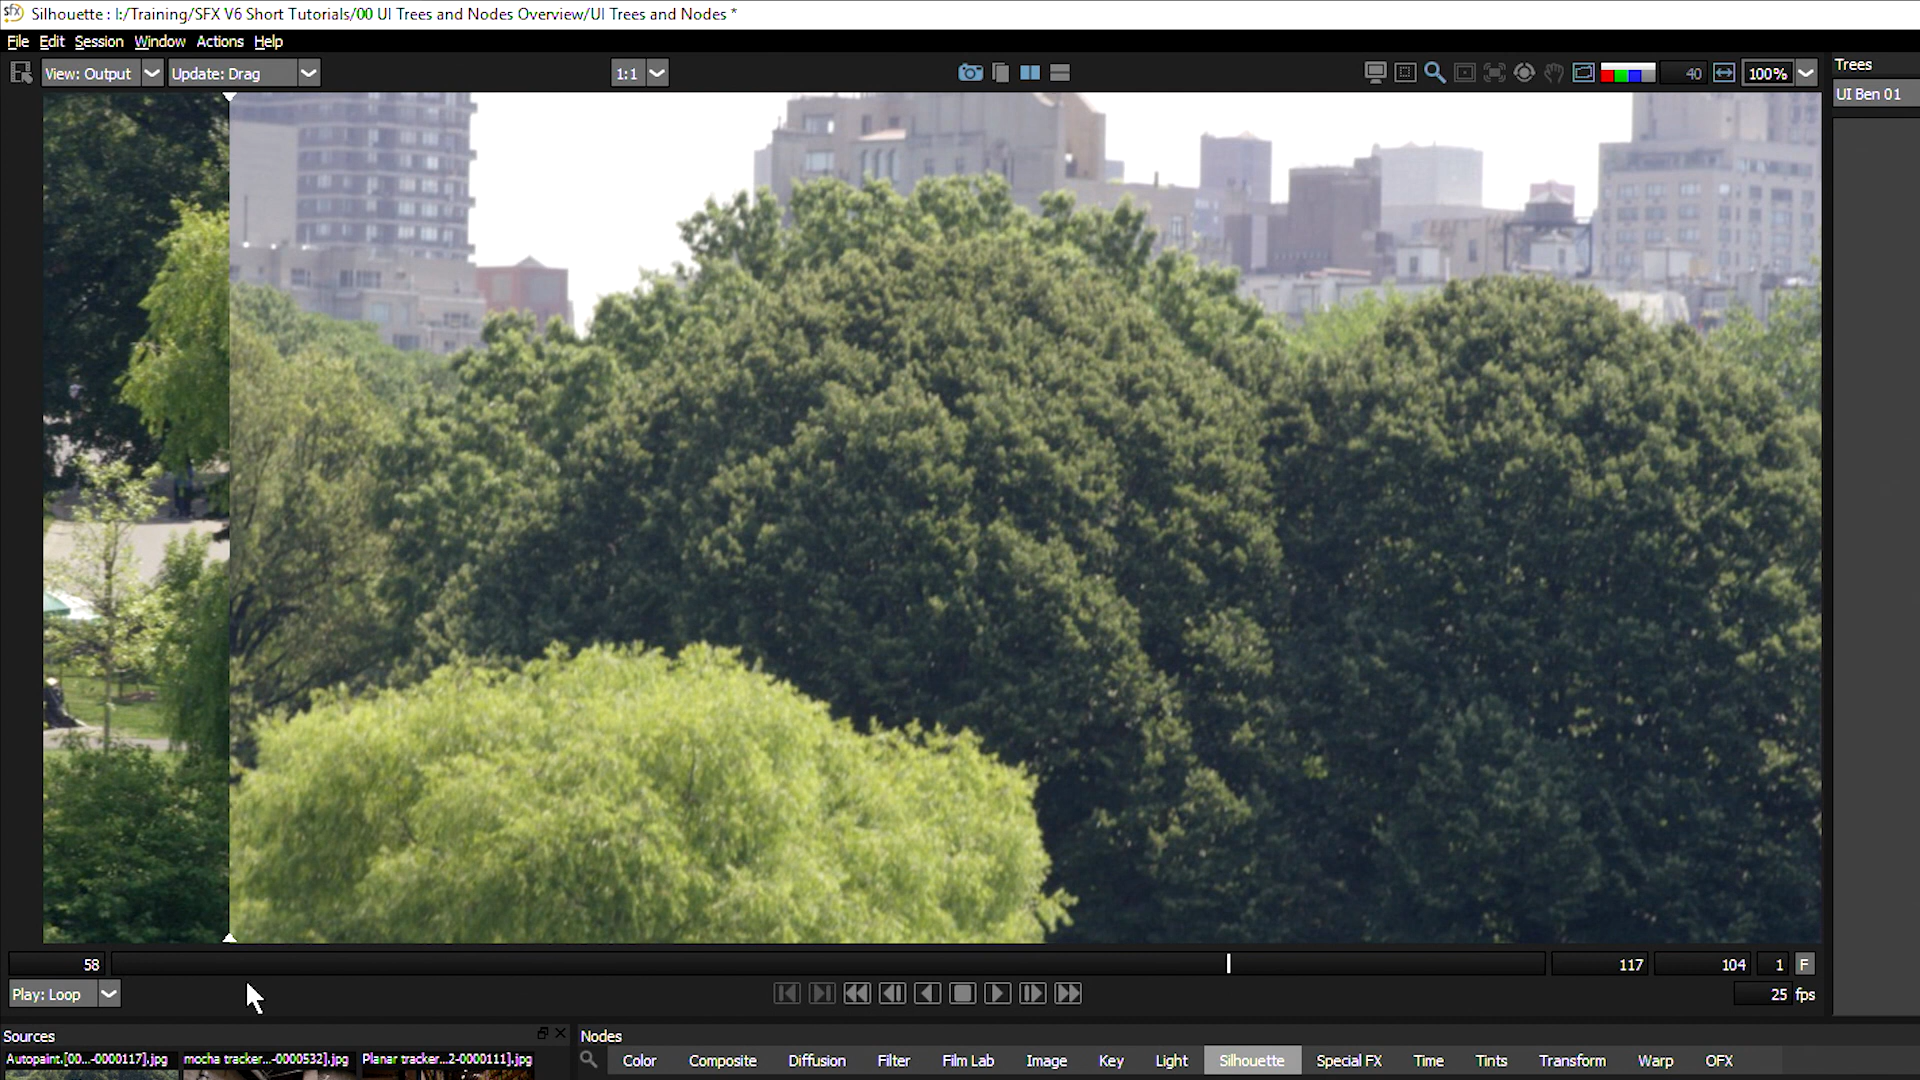 Silhouette : I:/Training/SFX V6 Short Tutorials/00 UI Trees and Nodes Overview/UI Trees and Nodes *
File Edit Session Window Actions Help
View: Output Update: Drag 1:1 40 100%
Trees
UI Ben 01
58 117 104 1 F
Play: Loop 25 fps
Sources
Autopaint.[00...-0000117].jpg mocha tracker...-0000532].jpg Planar tracker...2-0000111].jpg
Nodes
Color Composite Diffusion Filter Film Lab Image Key Light Silhouette Special FX Time Tints Transform Warp OFX